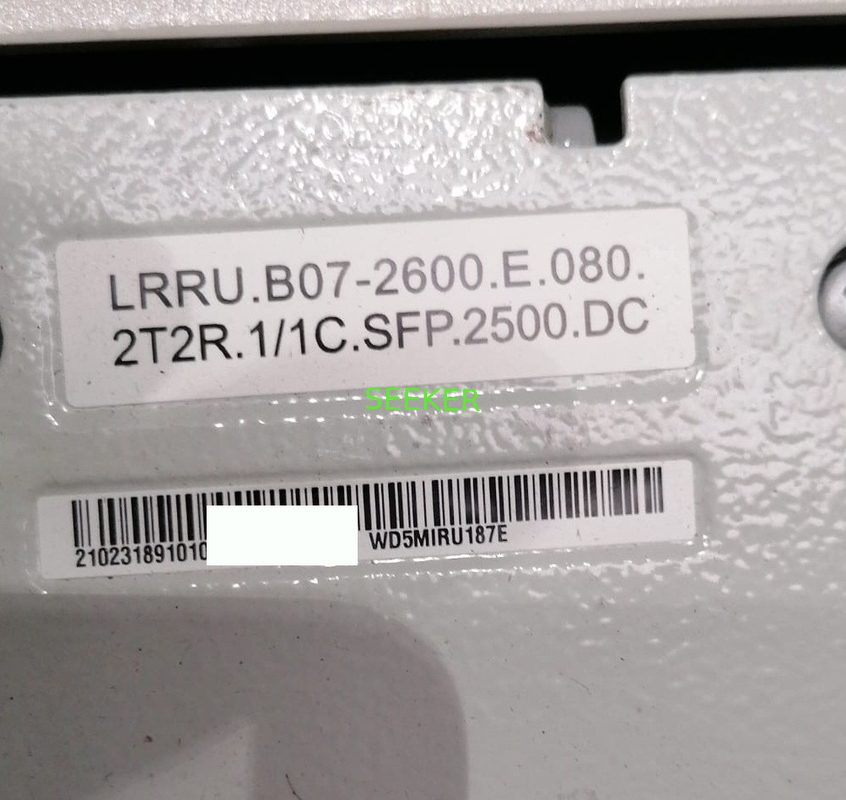 LRRU.B07-2600.E.080.
2T2R.1/1C.SFP.2500.DC
SEEKER
210231891010
WD5MIRU187E